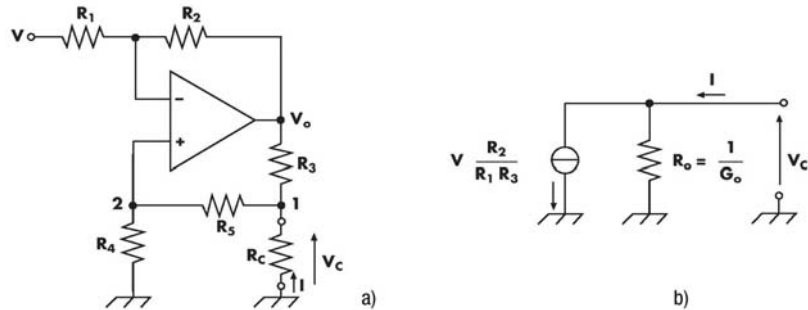 R1
R2
V
−
+
Vo
R3
2
1
R5
R4
RC
I
VC
a)
I
V R2 / R1 R3
Ro = 1 / Go
VC
b)